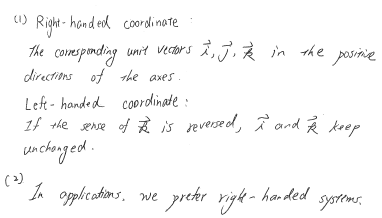 (1) Right-handed coordinate :
the corresponding unit vectors i⃗, j⃗, k⃗ in the positive
directions of the axes.
Left-handed coordinate :
If the sense of k⃗ is reversed, i⃗ and k⃗ keep
unchanged.
(2)
In applications, we prefer right-handed systems.